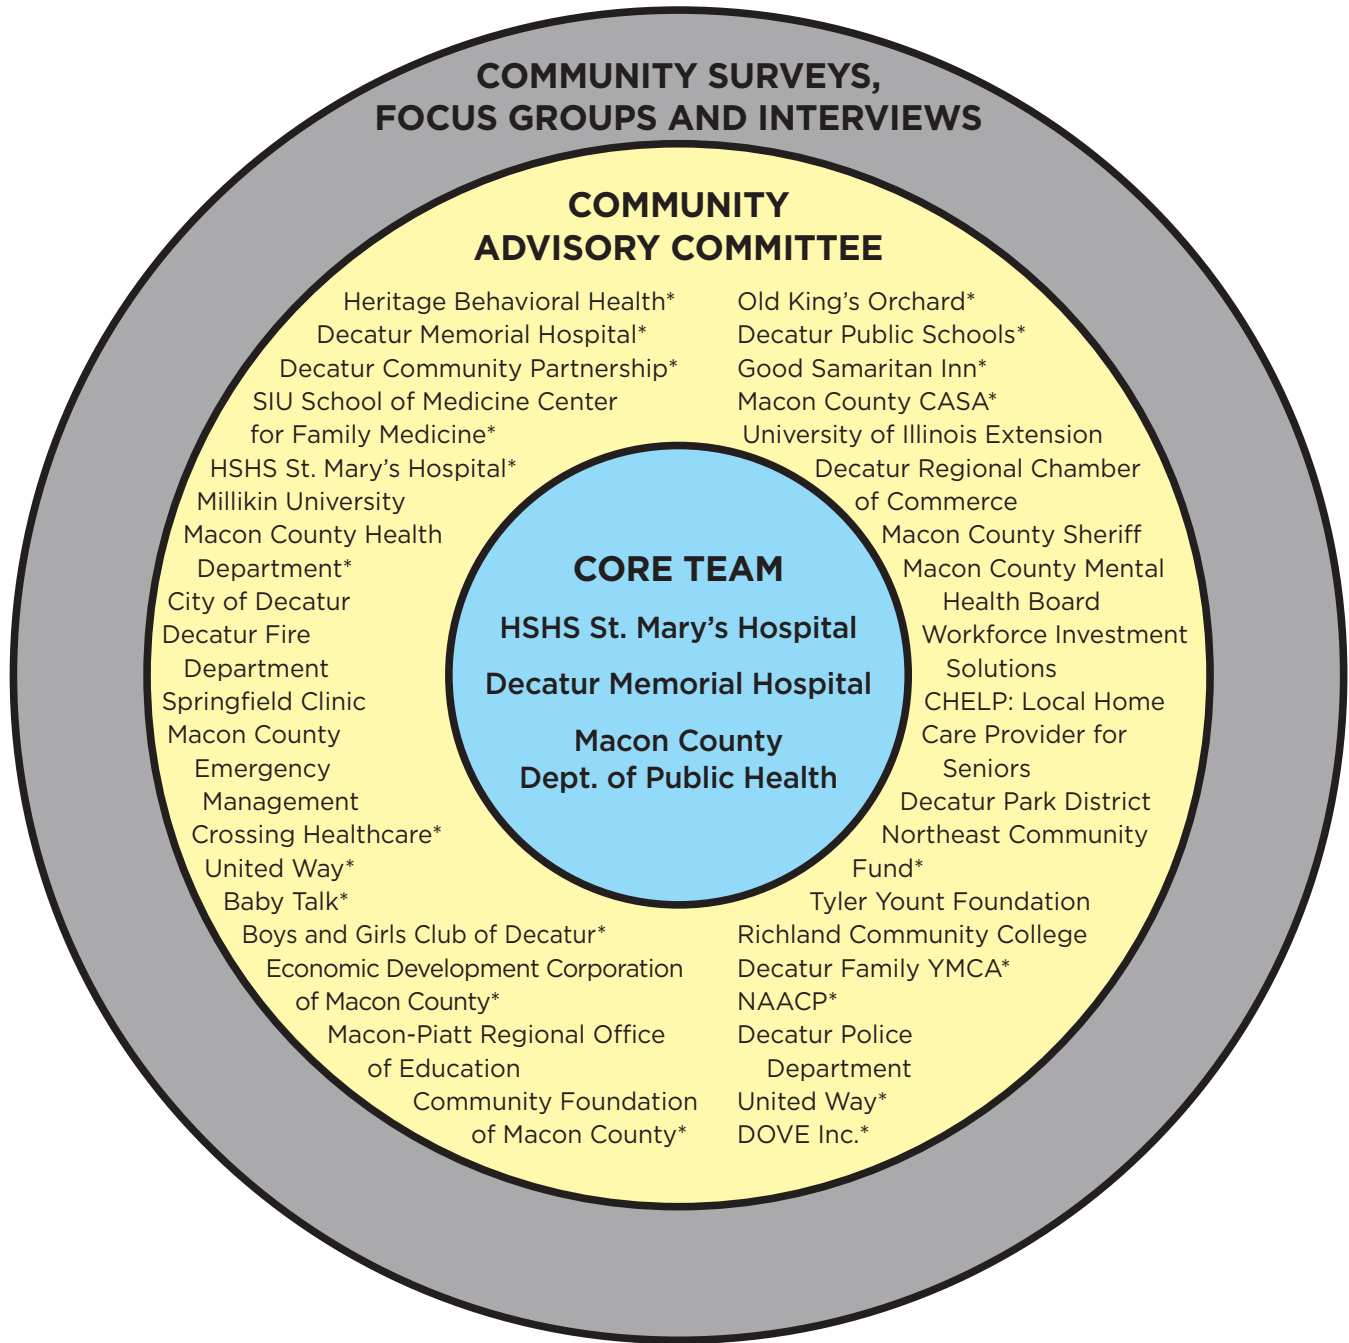 COMMUNITY SURVEYS,
FOCUS GROUPS AND INTERVIEWS
COMMUNITY
ADVISORY COMMITTEE
Heritage Behavioral Health*
Decatur Memorial Hospital*
Decatur Community Partnership*
SIU School of Medicine Center
for Family Medicine*
HSHS St. Mary’s Hospital*
Millikin University
Macon County Health
Department*
City of Decatur
Decatur Fire
Department
Springfield Clinic
Macon County
Emergency
Management
Crossing Healthcare*
United Way*
Baby Talk*
Boys and Girls Club of Decatur*
Economic Development Corporation
of Macon County*
Macon-Piatt Regional Office
of Education
Community Foundation
of Macon County*
Old King’s Orchard*
Decatur Public Schools*
Good Samaritan Inn*
Macon County CASA*
University of Illinois Extension
Decatur Regional Chamber
of Commerce
Macon County Sheriff
Macon County Mental
Health Board
Workforce Investment
Solutions
CHELP: Local Home
Care Provider for
Seniors
Decatur Park District
Northeast Community
Fund*
Tyler Yount Foundation
Richland Community College
Decatur Family YMCA*
NAACP*
Decatur Police
Department
United Way*
DOVE Inc.*
CORE TEAM
HSHS St. Mary’s Hospital
Decatur Memorial Hospital
Macon County
Dept. of Public Health